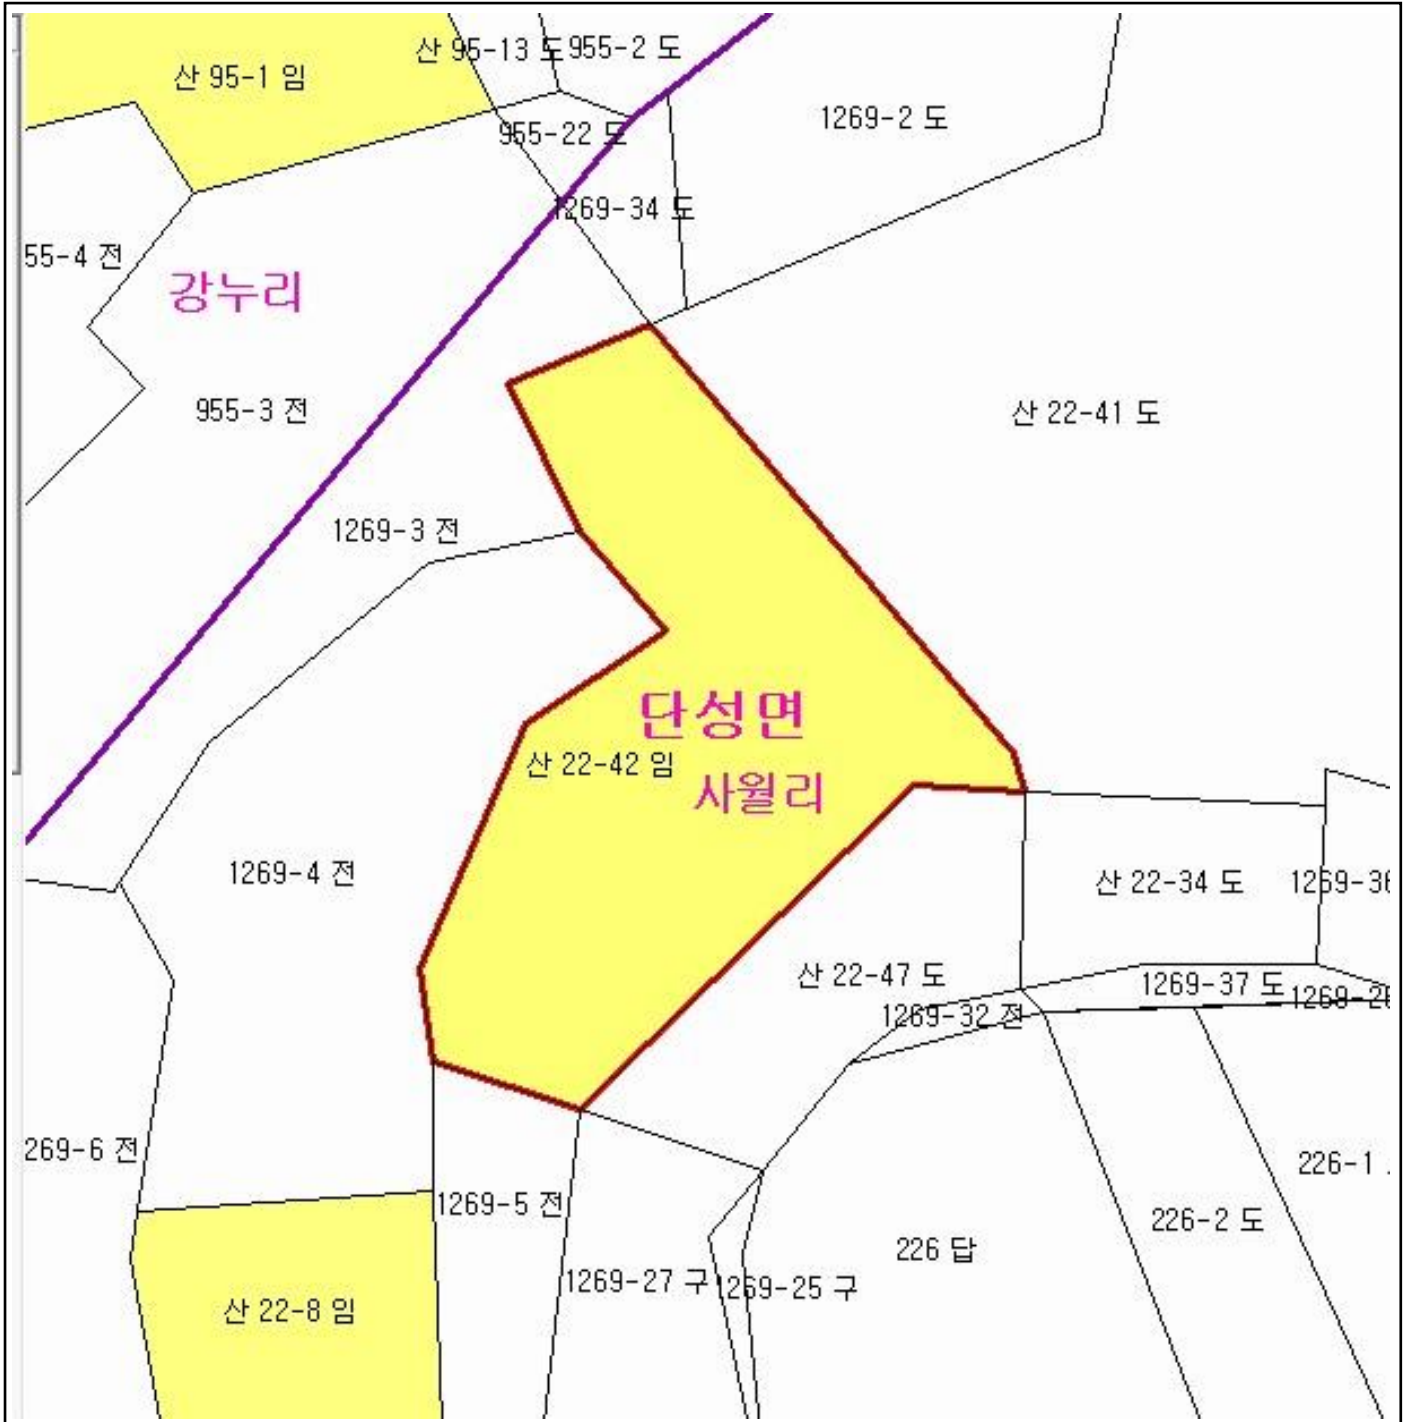 산 95-13 도
955-2 도
산 95-1 임
1269-2 도
955-22 도
1269-34 도
55-4 전
강누리
955-3 전
산 22-41 도
1269-3 전
단성면
산 22-42 임
사월리
1269-4 전
산 22-34 도
1269-36
산 22-47 도
1269-37 도
1269-32 전
269-6 전
226-1
1269-5 전
226-2 도
226 답
1269-27 구
1269-25 구
산 22-8 임